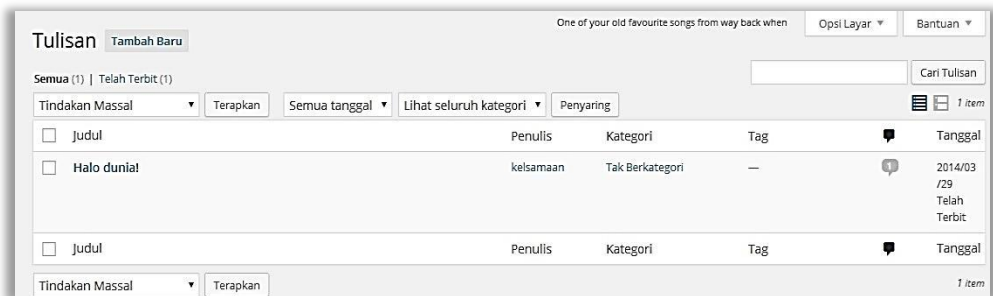 One of your old favourite songs from way back when Opsi Layar Bantuan
Tulisan Tambah Baru
Semua (1) | Telah Terbit (1) Cari Tulisan
Tindakan Massal Terapkan Semua tanggal Lihat seluruh kategori Penyaring 1 item
Judul Penulis Kategori Tag Tanggal
Halo dunia! kelsamaan Tak Berkategori — 1 2014/03
/29
Telah
Terbit
Judul Penulis Kategori Tag Tanggal
Tindakan Massal Terapkan 1 item